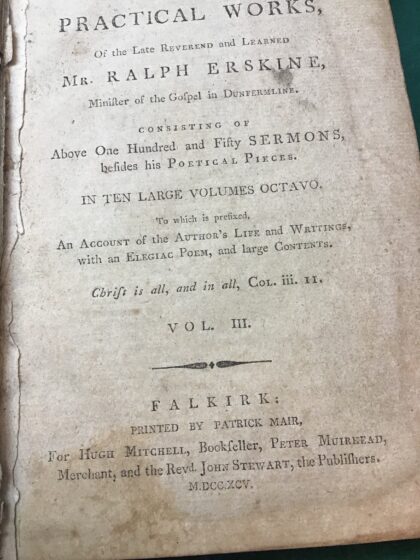 PRACTICAL WORKS,
Of the Late REVEREND and LEARNED
MR. RALPH ERSKINE,
Miniſter of the Goſpel in DUNFERMLINE.
CONSISTING OF
Above One Hundred and Fifty SERMONS,
beſides his POETICAL PIECES.
IN TEN LARGE VOLUMES OCTAVO.
To which is prefixed,
An ACCOUNT of the AUTHOR'S LIFE and WRITINGS,
with an ELEGIAC POEM, and large CONTENTS.
Chriſt is all, and in all, COL. iii. 11.
VOL. III.
FALKIRK:
PRINTED BY PATRICK MAIR,
For HUGH MITCHELL, Bookſeller, PETER MUIRHEAD,
Merchant, and the Revd. JOHN STEWART, the Publiſhers.
M.DCC.XCV.